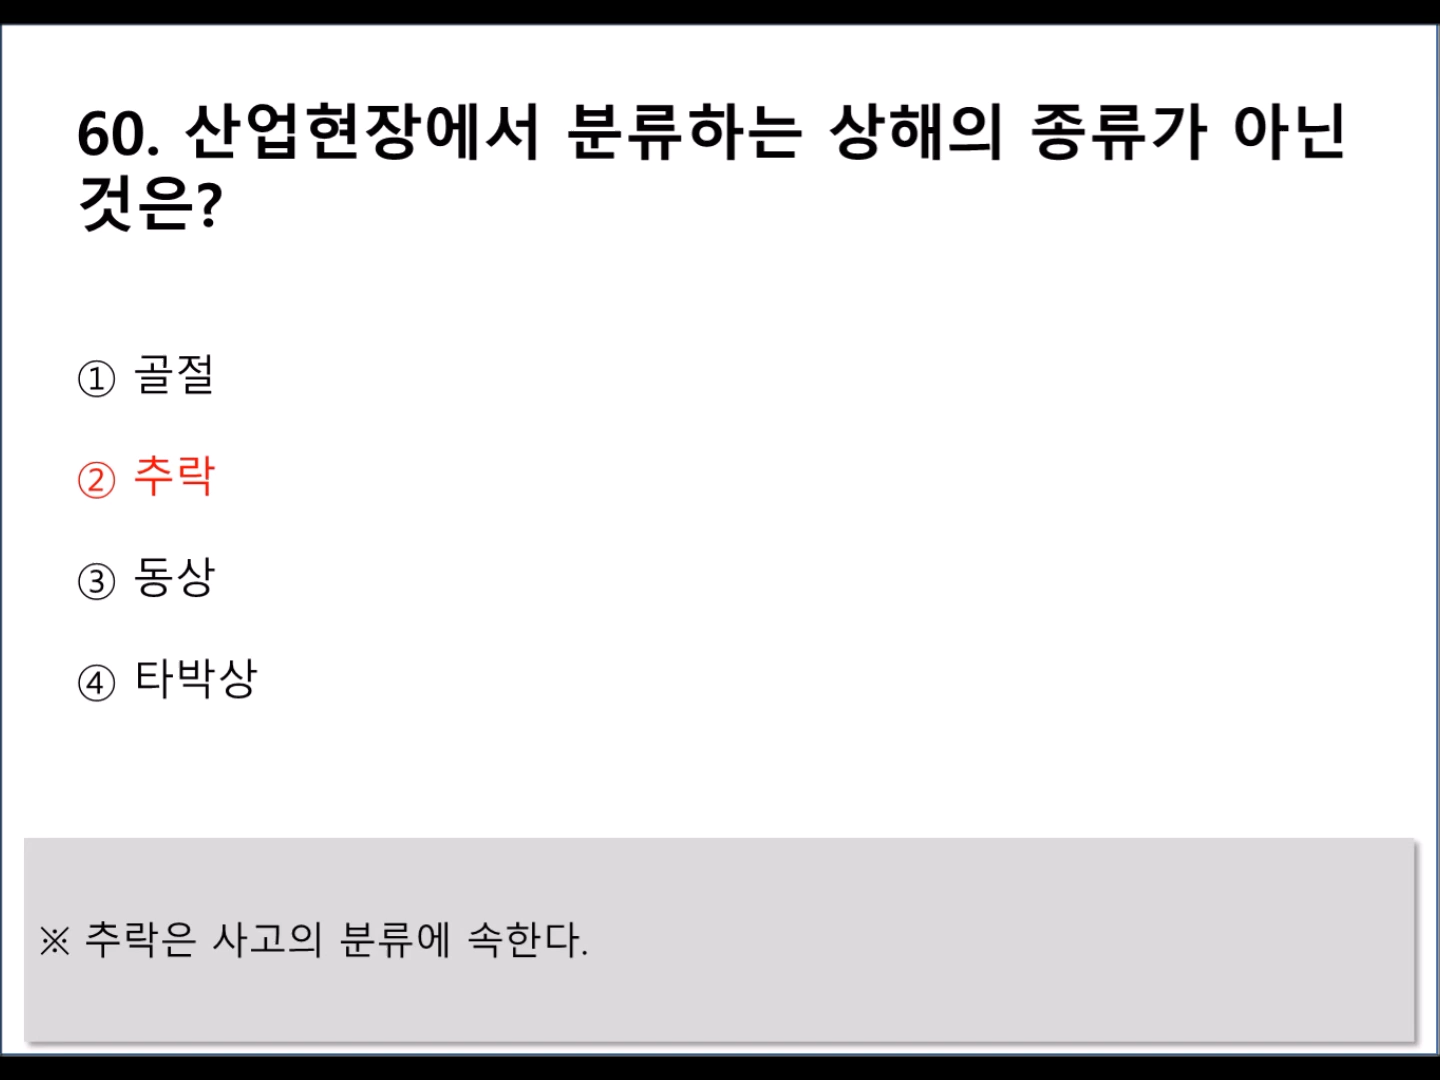 60. 산업현장에서 분류하는 상해의 종류가 아닌
것은?
① 골절
② 추락
③ 동상
④ 타박상
※ 추락은 사고의 분류에 속한다.